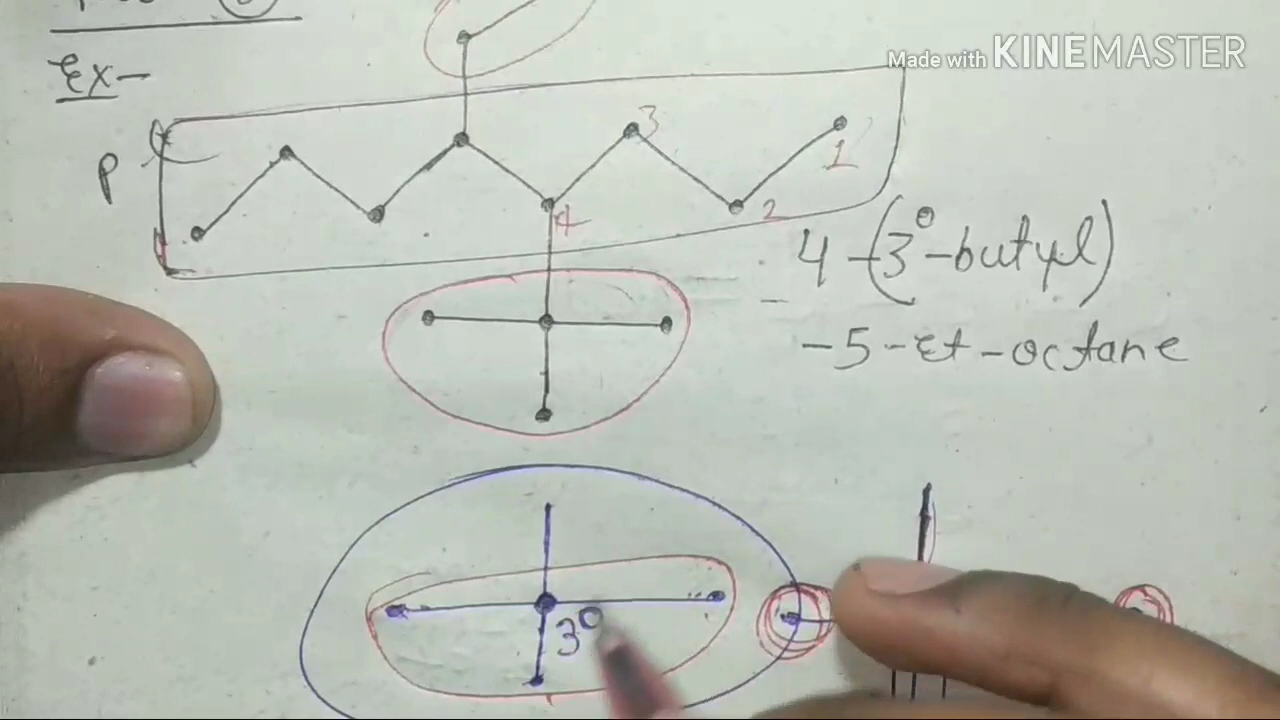 Made with KINEMASTER
Ex-
P
3
1
4
2
4-(3°-butyl)
-5-Et-octane
3°